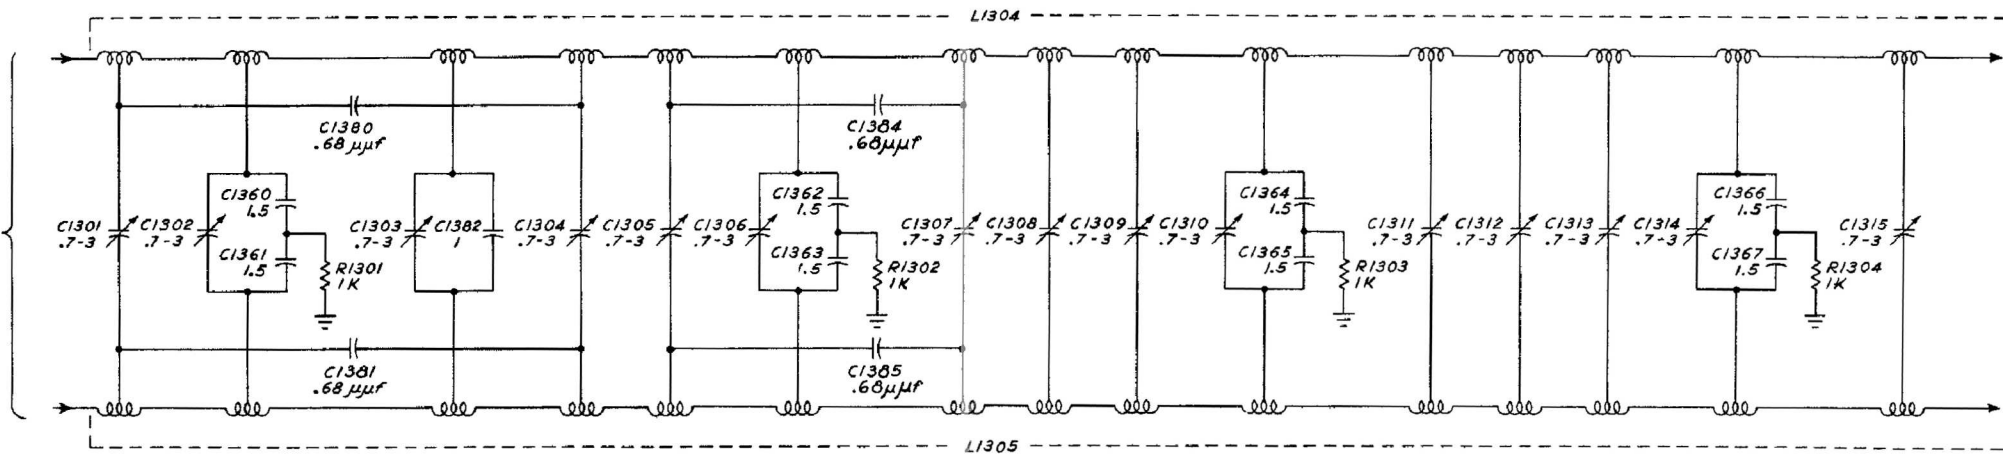 L1304
C1380
.68 μμf
C1384
.68μμf
C1360
1.5
C1362
1.5
C1364
1.5
C1366
1.5
C1301
.7-3
C1302
.7-3
C1303
.7-3
C1382
1
C1304
.7-3
C1305
.7-3
C1306
.7-3
C1307
.7-3
C1308
.7-3
C1309
.7-3
C1310
.7-3
C1311
.7-3
C1312
.7-3
C1313
.7-3
C1314
.7-3
C1315
.7-3
C1361
1.5
R1301
1K
C1363
1.5
R1302
1K
C1365
1.5
R1303
1K
C1367
1.5
R1304
1K
C1381
.68 μμf
C1385
.68μμf
L1305